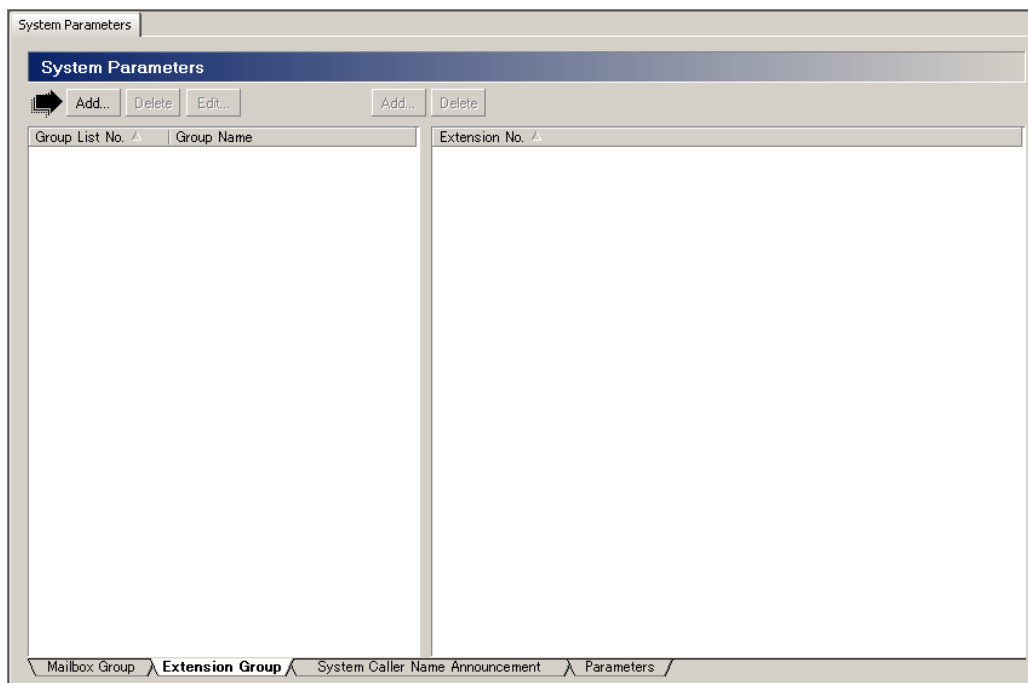 System Parameters
System Parameters
Add... Delete Edit... Add... Delete
Group List No. Group Name Extension No.
Mailbox Group Extension Group System Caller Name Announcement Parameters